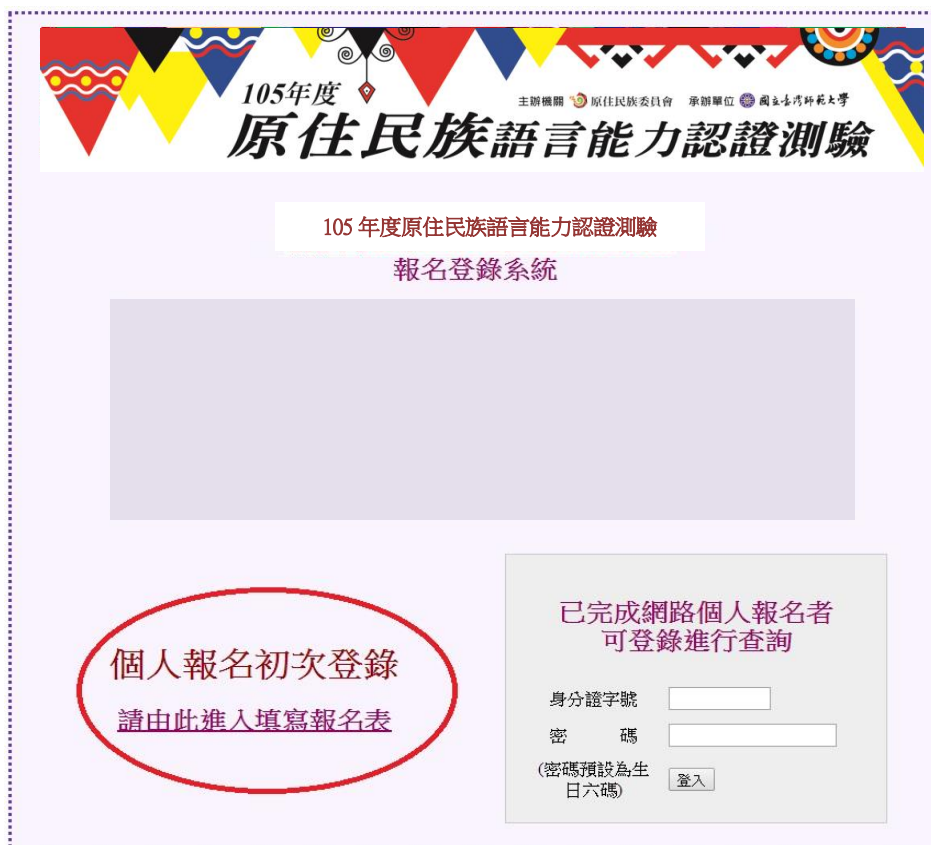 105年度
主辦機關 原住民族委員會 承辦單位 國立臺灣師範大學
原住民族語言能力認證測驗
105 年度原住民族語言能力認證測驗
報名登錄系統
個人報名初次登錄
請由此進入填寫報名表
已完成網路個人報名者
可登錄進行查詢
身分證字號
密 碼
(密碼預設為生
日六碼)
登入